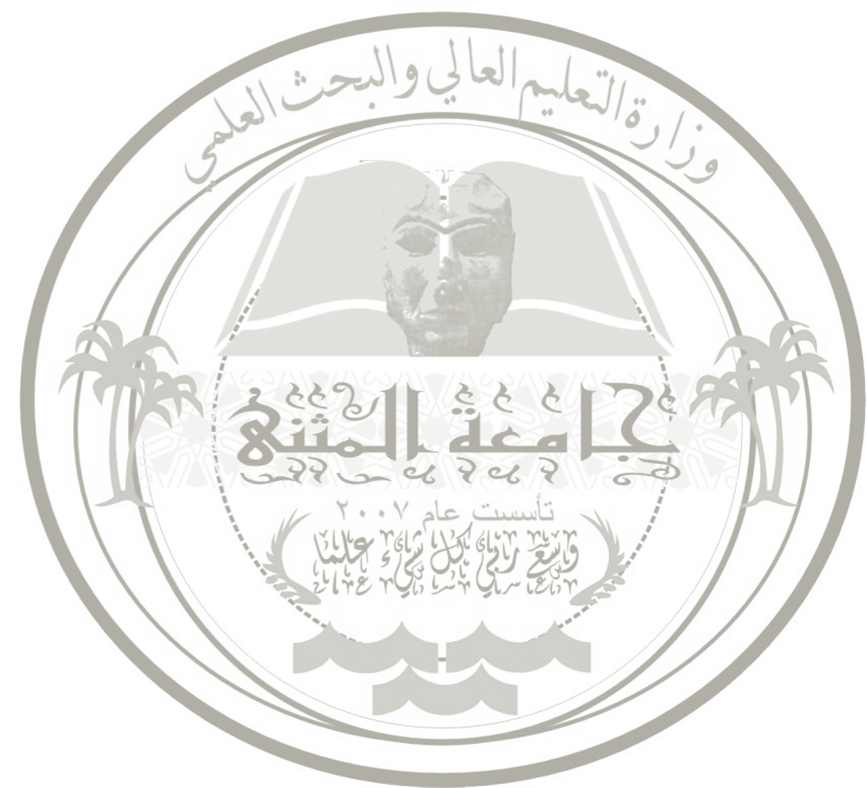 وزارة التعليم العالي والبحث العلمي
جامعة المثنى
تأسست عام ٢٠٠٧
وسع ربي كل شيء علما